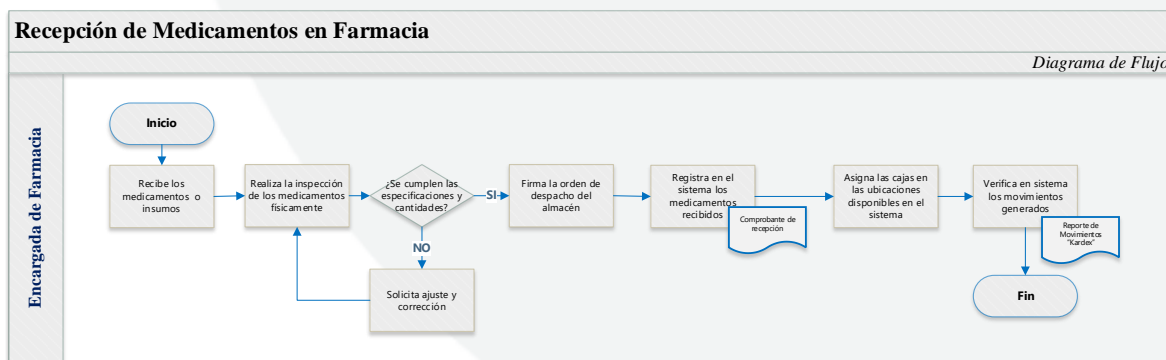 Recepción de Medicamentos en Farmacia
Diagrama de Flujo
Encargada de Farmacia
Inicio
Recibe los
medicamentos o
insumos
Realiza la inspección
de los medicamentos
físicamente
¿Se cumplen las
especificaciones y
cantidades?
SI
NO
Solicita ajuste y
corrección
Firma la orden de
despacho del
almacén
Registra en el
sistema los
medicamentos
recibidos
Comprobante de
recepción
Asigna las cajas en
las ubicaciones
disponibles en el
sistema
Verifica en sistema
los movimientos
generados
Reporte de
Movimientos
"Kardex"
Fin